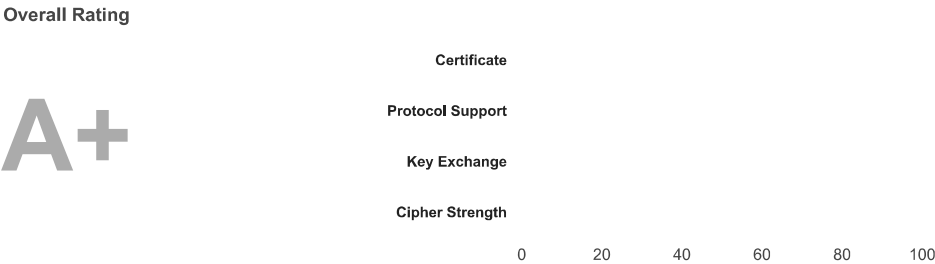 Overall Rating
A+
Certificate
Protocol Support
Key Exchange
Cipher Strength
0 20 40 60 80 100